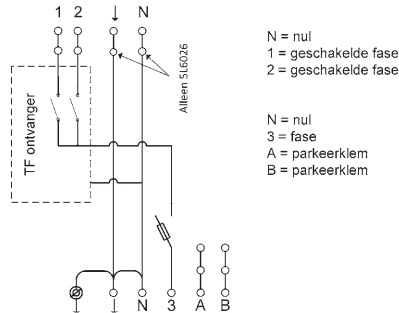 1 2 N
Alleen 5L6026
TF ontvanger
N 3 A B
N = nul
1 = geschakelde fase
2 = geschakelde fase
N = nul
3 = fase
A = parkeerklem
B = parkeerklem